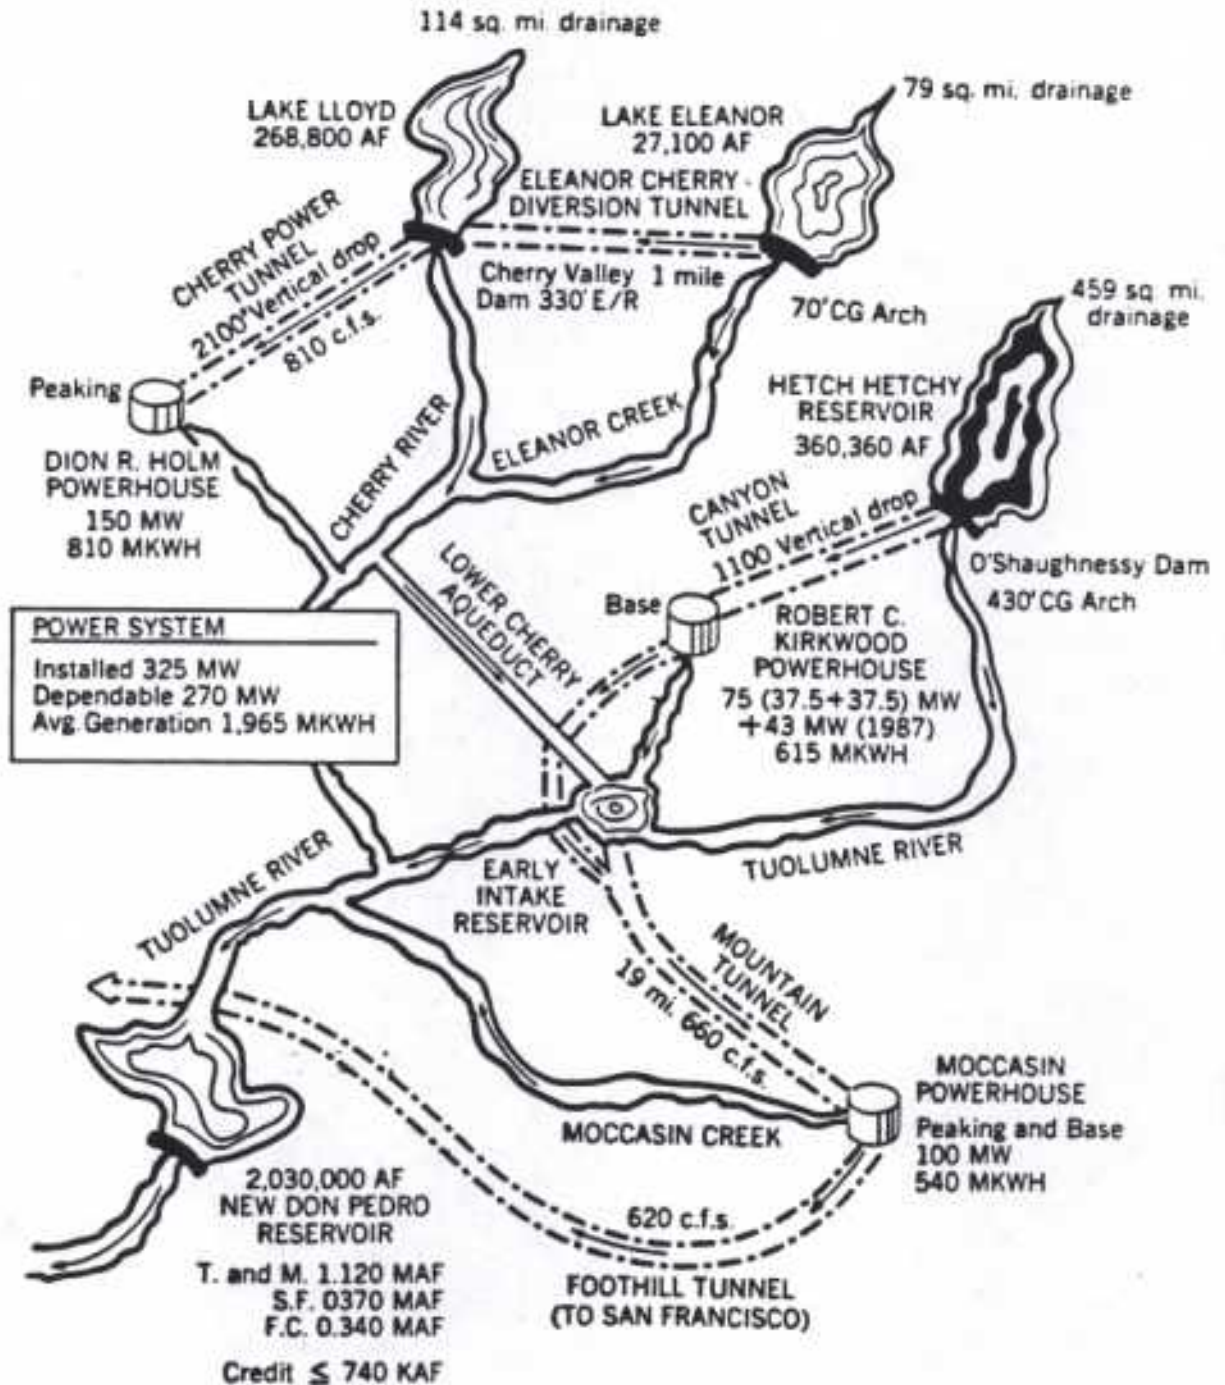 114 sq. mi. drainage
LAKE LLOYD
268,800 AF
79 sq. mi. drainage
LAKE ELEANOR
27,100 AF
ELEANOR CHERRY
DIVERSION TUNNEL
CHERRY POWER
TUNNEL
2100' Vertical drop
810 c.f.s.
Cherry Valley
Dam 330' E/R
1 mile
70' CG Arch
459 sq mi.
drainage
Peaking
HETCH HETCHY
RESERVOIR
360,360 AF
DION R. HOLM
POWERHOUSE
150 MW
810 MKWH
CHERRY RIVER
ELEANOR CREEK
CANYON
TUNNEL
1100 Vertical drop
O'Shaughnessy Dam
430' CG Arch
LOWER CHERRY
AQUEDUCT
Base
ROBERT C.
KIRKWOOD
POWERHOUSE
75 (37.5+37.5) MW
+43 MW (1987)
615 MKWH
POWER SYSTEM
Installed 325 MW
Dependable 270 MW
Avg. Generation 1,965 MKWH
TUOLUMNE RIVER
EARLY
INTAKE
RESERVOIR
TUOLUMNE RIVER
MOUNTAIN
TUNNEL
19 mi. 660 c.f.s.
MOCCASIN
POWERHOUSE
Peaking and Base
100 MW
540 MKWH
MOCCASIN CREEK
2,030,000 AF
NEW DON PEDRO
RESERVOIR
T. and M. 1.120 MAF
S.F. 0370 MAF
F.C. 0.340 MAF
Credit ≤ 740 KAF
620 c.f.s.
FOOTHILL TUNNEL
(TO SAN FRANCISCO)